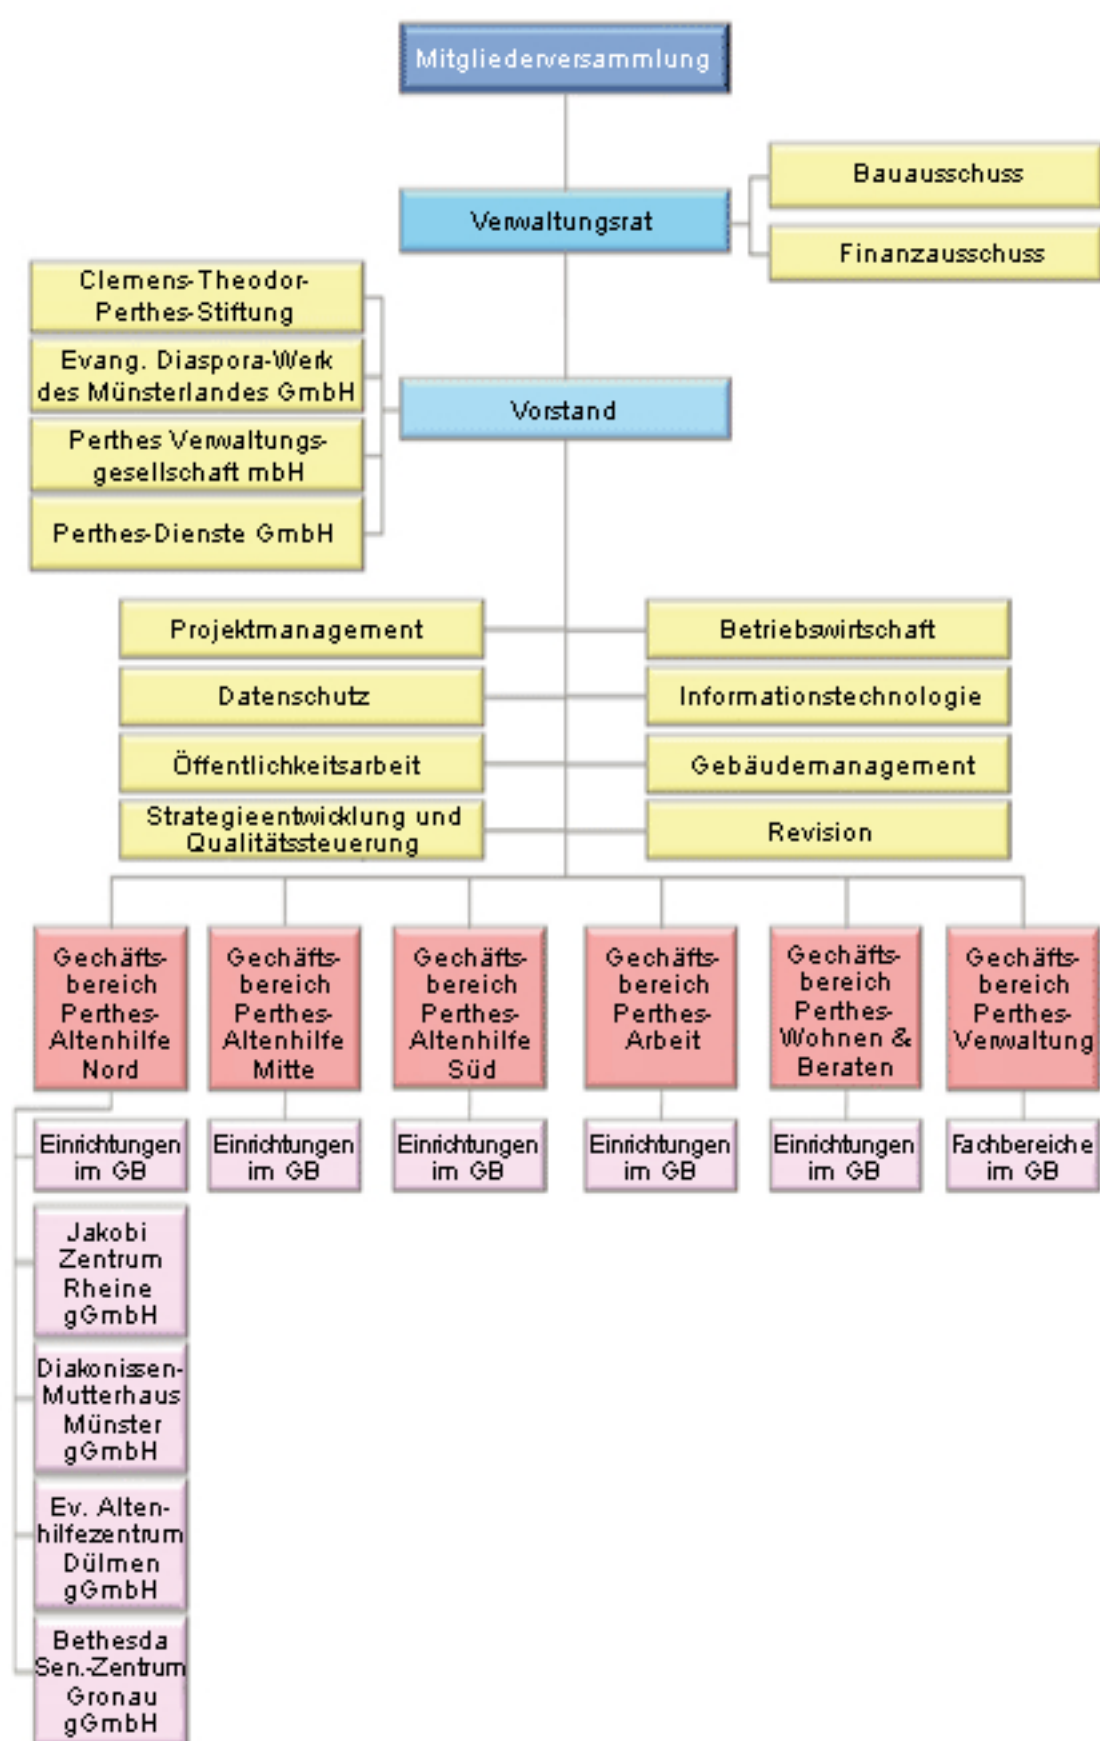 Mitgliederversammlung
Bauausschuss
Verwaltungsrat
Finanzausschuss
Clemens-Theodor-
Perthes-Stiftung
Evang. Diaspora-Werk
des Münsterlandes GmbH
Vorstand
Perthes Verwaltungs-
gesellschaft mbH
Perthes-Dienste GmbH
Projektmanagement
Betriebswirtschaft
Datenschutz
Informationstechnologie
Öffentlichkeitsarbeit
Gebäudemanagement
Strategieentwicklung und
Qualitätssteuerung
Revision
Gechäfts-
bereich
Perthes-
Altenhilfe
Nord
Gechäfts-
bereich
Perthes-
Altenhilfe
Mitte
Gechäfts-
bereich
Perthes-
Altenhilfe
Süd
Gechäfts-
bereich
Perthes-
Arbeit
Gechäfts-
bereich
Perthes-
Wohnen &
Beraten
Gechäfts-
bereich
Perthes-
Verwaltung
Einrichtungen
im GB
Einrichtungen
im GB
Einrichtungen
im GB
Einrichtungen
im GB
Einrichtungen
im GB
Fachbereiche
im GB
Jakobi
Zentrum
Rheine
gGmbH
Diakonissen-
Mutterhaus
Münster
gGmbH
Ev. Alten-
hilfezentrum
Dülmen
gGmbH
Bethesda
Sen.-Zentrum
Gronau
gGmbH